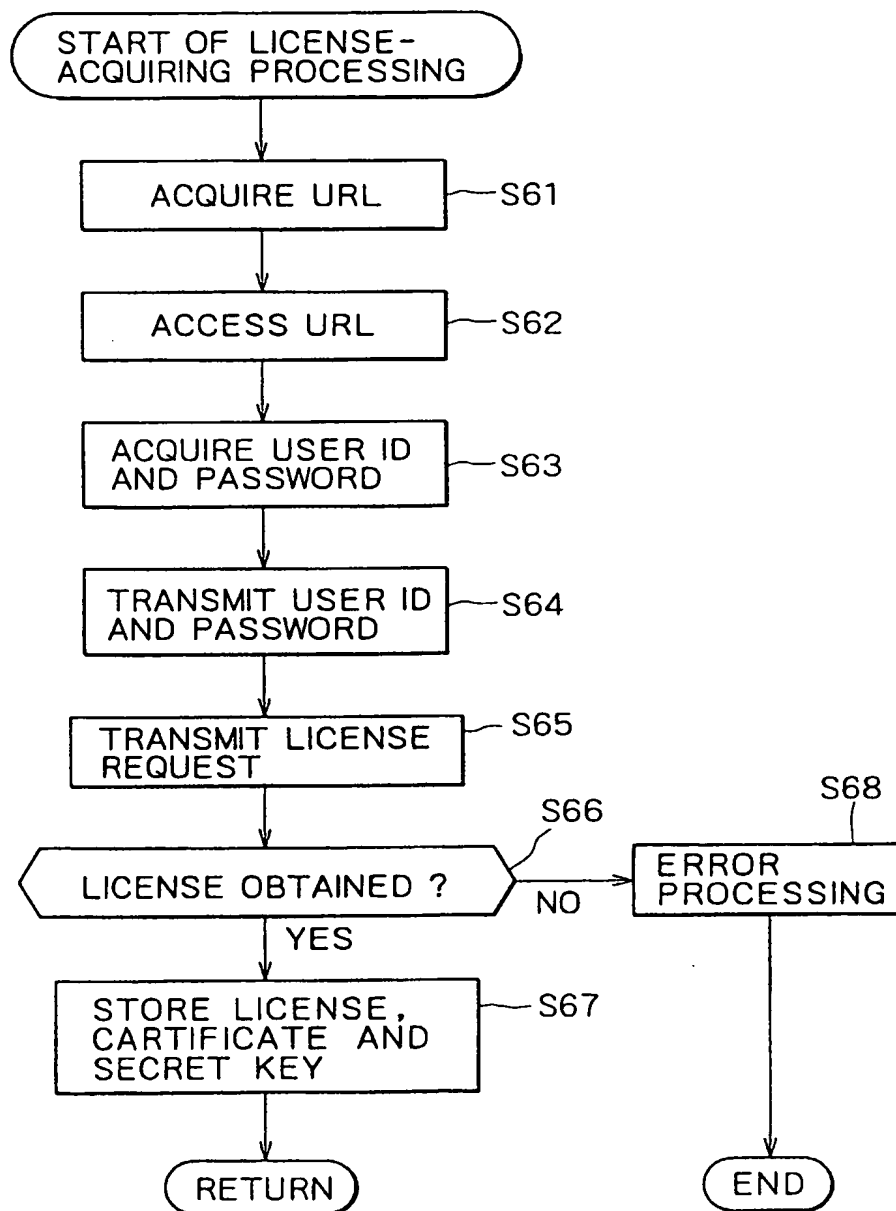 START OF LICENSE-
ACQUIRING PROCESSING
ACQUIRE URL
S61
ACCESS URL
S62
ACQUIRE USER ID
AND PASSWORD
S63
TRANSMIT USER ID
AND PASSWORD
S64
TRANSMIT LICENSE
REQUEST
S65
LICENSE OBTAINED ?
S66
NO
YES
ERROR
PROCESSING
S68
STORE LICENSE,
CARTIFICATE AND
SECRET KEY
S67
RETURN
END